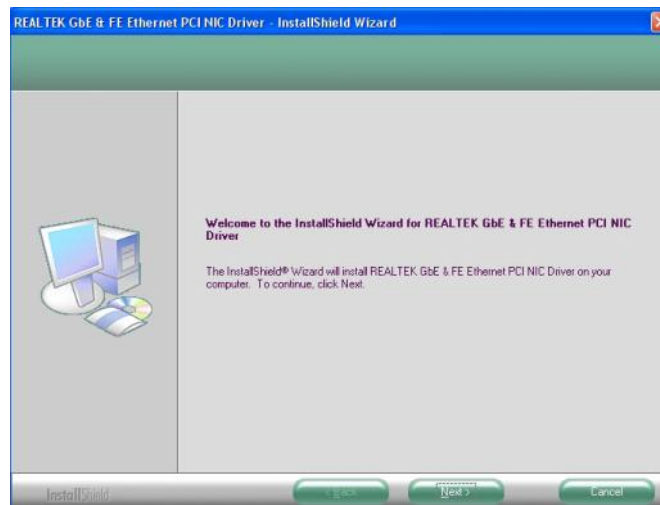 REALTEK GbE & FE Ethernet PCI NIC Driver - InstallShield Wizard
Welcome to the InstallShield Wizard for REALTEK GbE & FE Ethernet PCI NIC
Driver
The InstallShield® Wizard will install REALTEK GbE & FE Ethernet PCI NIC Driver on your
computer. To continue, click Next.
InstallShield
< Back
Next >
Cancel